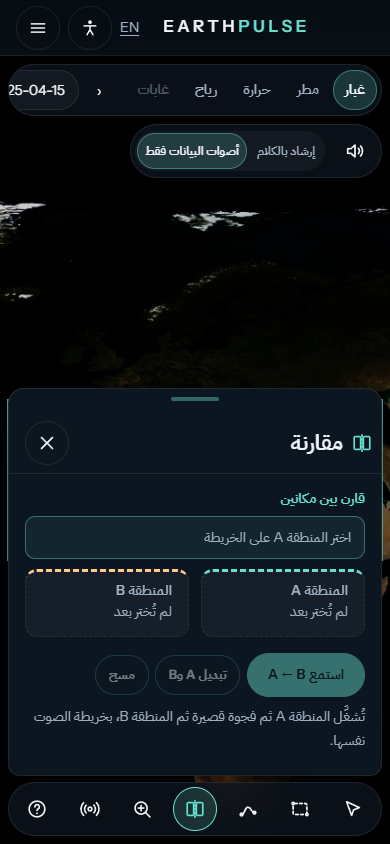 EARTHPULSE
EN
غبار
مطر
حرارة
رياح
غابات
25-04-15
إرشاد بالكلام
أصوات البيانات فقط
مقارنة
قارن بين مكانين
اختر المنطقة A على الخريطة
المنطقة A
لم تُختر بعد
المنطقة B
لم تُختر بعد
استمع A ← B
تبديل A وB
مسح
تُشغَّل المنطقة A ثم فجوة قصيرة ثم المنطقة B، بخريطة الصوت
نفسها.